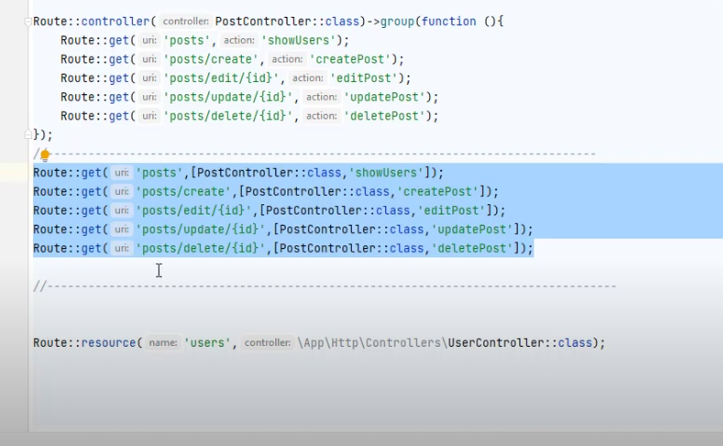 Route::controller( controller: PostController::class)->group(function (){
Route::get( uri: 'posts', action: 'showUsers');
Route::get( uri: 'posts/create', action: 'createPost');
Route::get( uri: 'posts/edit/{id}', action: 'editPost');
Route::get( uri: 'posts/update/{id}', action: 'updatePost');
Route::get( uri: 'posts/delete/{id}', action: 'deletePost');
});
/--------------------------------------------------------------------------------
Route::get( uri: 'posts',[PostController::class,'showUsers']);
Route::get( uri: 'posts/create',[PostController::class,'createPost']);
Route::get( uri: 'posts/edit/{id}',[PostController::class,'editPost']);
Route::get( uri: 'posts/update/{id}',[PostController::class,'updatePost']);
Route::get( uri: 'posts/delete/{id}',[PostController::class,'deletePost']);
//-----------------------------------------------------------------------------------
Route::resource( name: 'users', controller: \App\Http\Controllers\UserController::class);